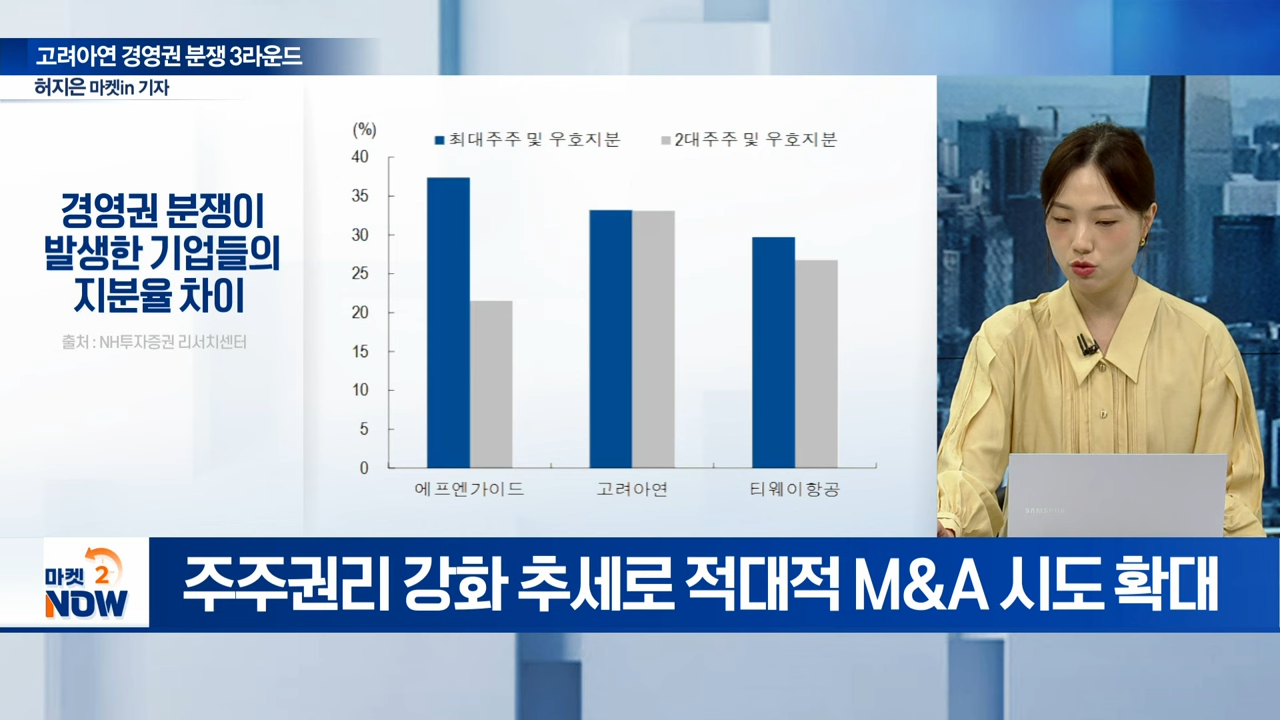 고려아연 경영권 분쟁 3라운드
허지은 마켓in 기자
경영권 분쟁이
발생한 기업들의
지분율 차이
출처 : NH투자증권 리서치센터
(%)
최대주주 및 우호지분 2대주주 및 우호지분
40
35
30
25
20
15
10
5
0
에프엔가이드 고려아연 티웨이항공
SAMSUNG
마켓 2
NOW
주주권리 강화 추세로 적대적 M&A 시도 확대